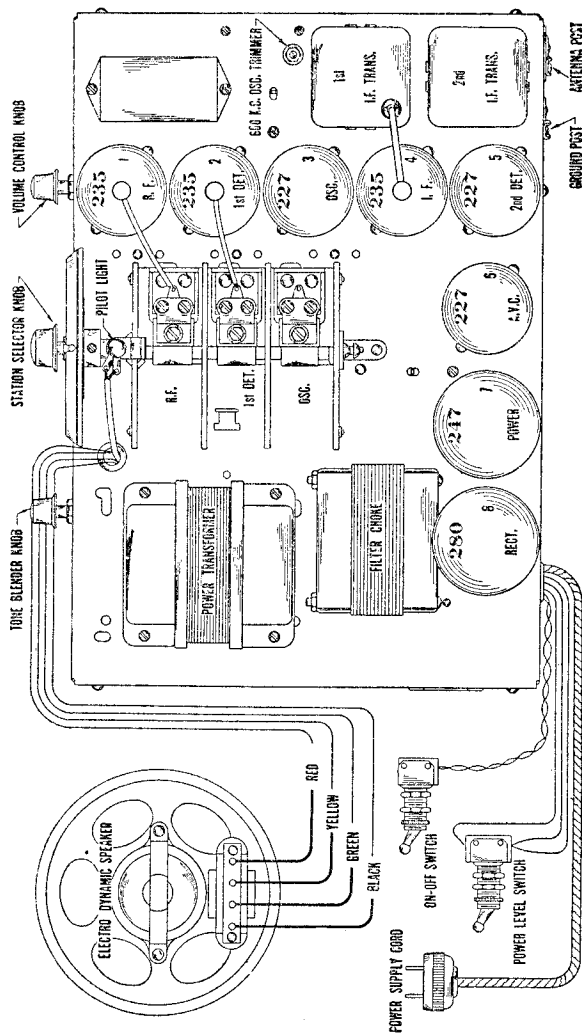 TONE BLENDER KNOB
STATION SELECTOR KNOB
VOLUME CONTROL KNOB
PILOT LIGHT
600 K.C. OSC. TRIMMER
ELECTRO DYNAMIC SPEAKER
RED
YELLOW
GREEN
BLACK
POWER TRANSFORMER
FILTER CHOKE
R.F.
1st DET.
OSC.
235
1
R.F.
235
2
1st DET.
227
3
OSC.
235
4
I.F.
227
5
2nd DET.
227
6
A.V.C.
247
7
POWER
280
8
RECT.
1st
I.F. TRANS.
2nd
I.F. TRANS.
ON-OFF SWITCH
POWER LEVEL SWITCH
POWER SUPPLY CORD
GROUND POST
ANTENNA POST